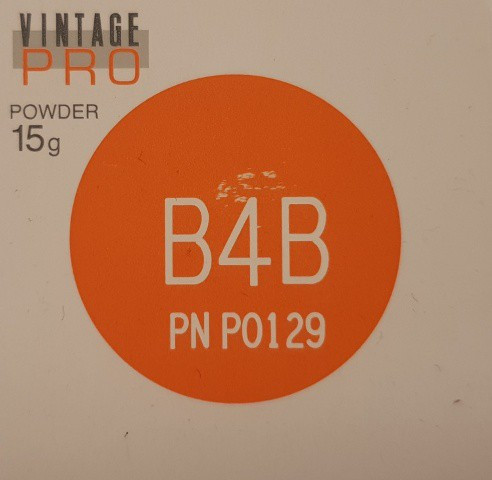 VINTAGE
PRO
POWDER
15g
B4B
PN P0129